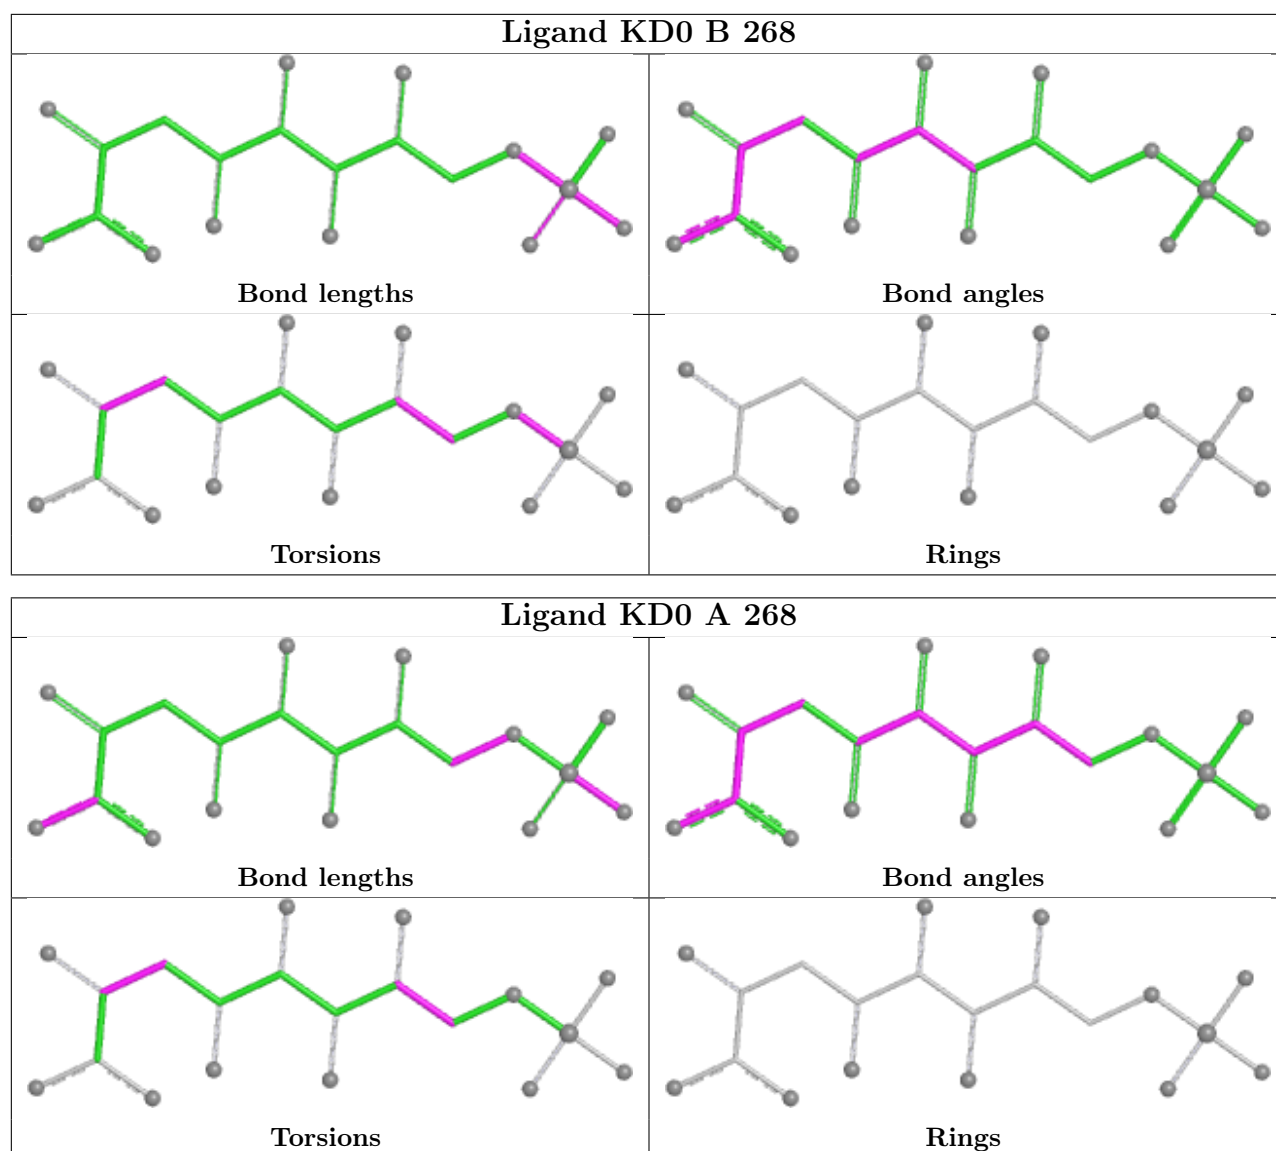 Ligand KD0 B 268
Bond lengths
Bond angles
Torsions
Rings
Ligand KD0 A 268
Bond lengths
Bond angles
Torsions
Rings